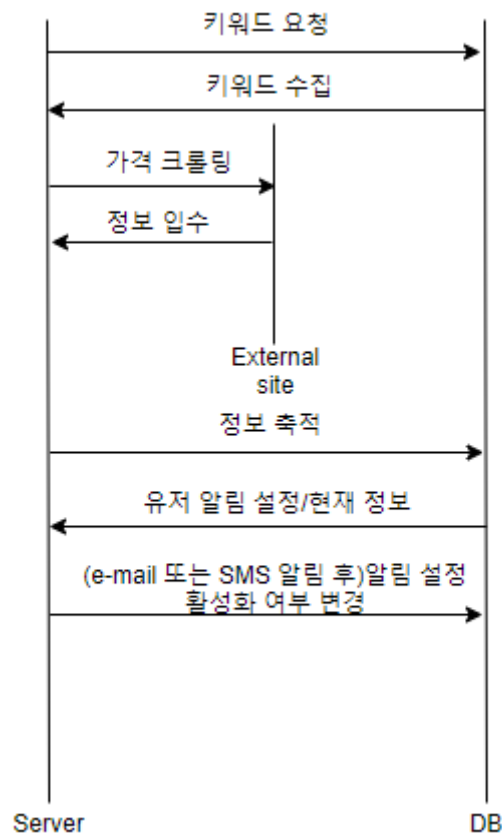 키워드 요청
키워드 수집
가격 크롤링
정보 입수
External
site
정보 축적
유저 알림 설정/현재 정보
(e-mail 또는 SMS 알림 후)알림 설정
활성화 여부 변경
Server
DB